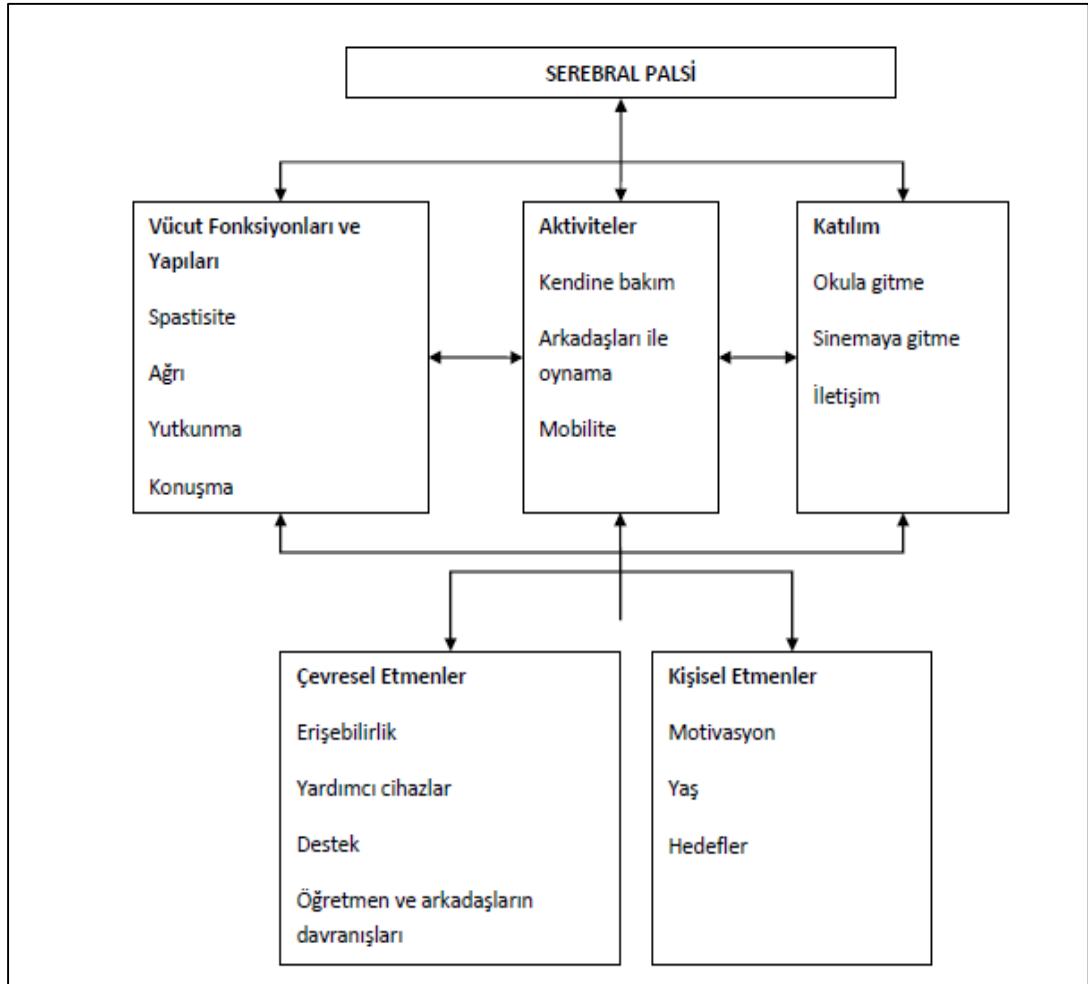 SEREBRAL PALSİ
Vücut Fonksiyonları ve
Yapıları
Spastisite
Ağrı
Yutkunma
Konuşma
Aktiviteler
Kendine bakım
Arkadaşları ile
oynama
Mobilite
Katılım
Okula gitme
Sinemaya gitme
İletişim
Çevresel Etmenler
Erişebilirlik
Yardımcı cihazlar
Destek
Öğretmen ve arkadaşların
davranışları
Kişisel Etmenler
Motivasyon
Yaş
Hedefler